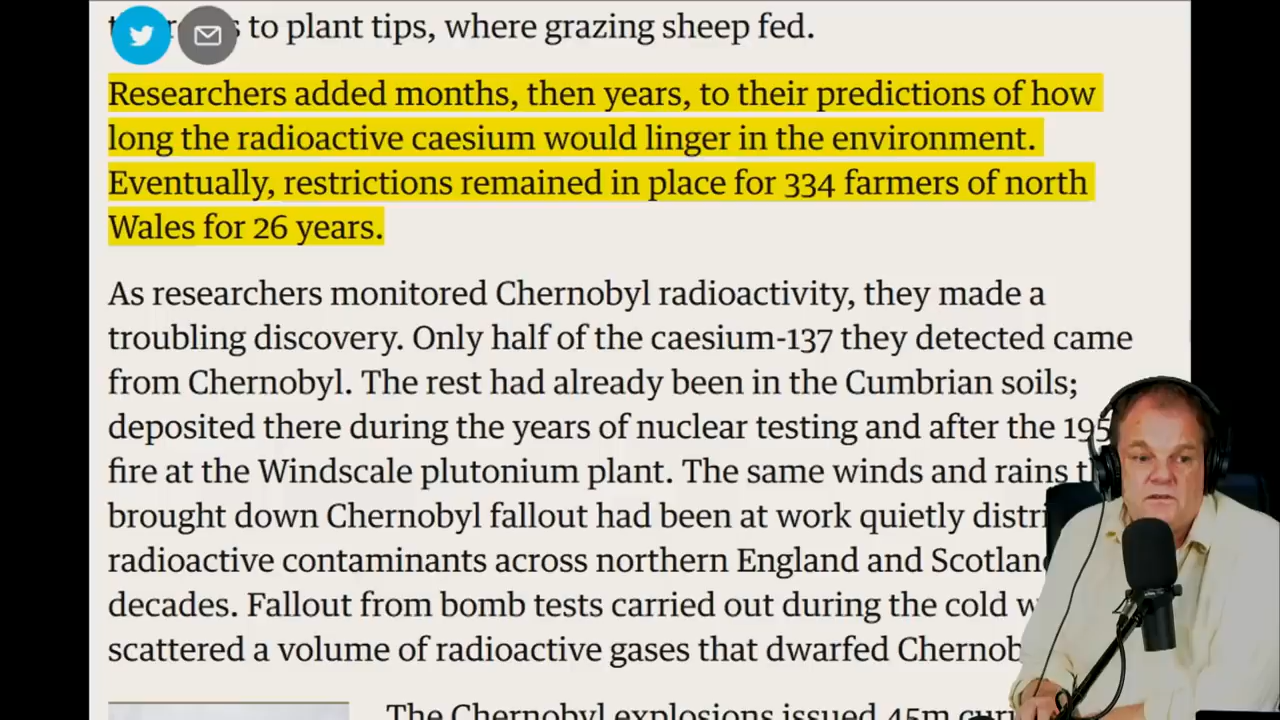 to plant tips, where grazing sheep fed.
Researchers added months, then years, to their predictions of how
long the radioactive caesium would linger in the environment.
Eventually, restrictions remained in place for 334 farmers of north
Wales for 26 years.
As researchers monitored Chernobyl radioactivity, they made a
troubling discovery. Only half of the caesium-137 they detected came
from Chernobyl. The rest had already been in the Cumbrian soils;
deposited there during the years of nuclear testing and after the 195
fire at the Windscale plutonium plant. The same winds and rains
brought down Chernobyl fallout had been at work quietly
radioactive contaminants across northern England and
decades. Fallout from bomb tests carried out during the cold
scattered a volume of radioactive gases that dwarfed
The Chernobyl explosions issued 45m